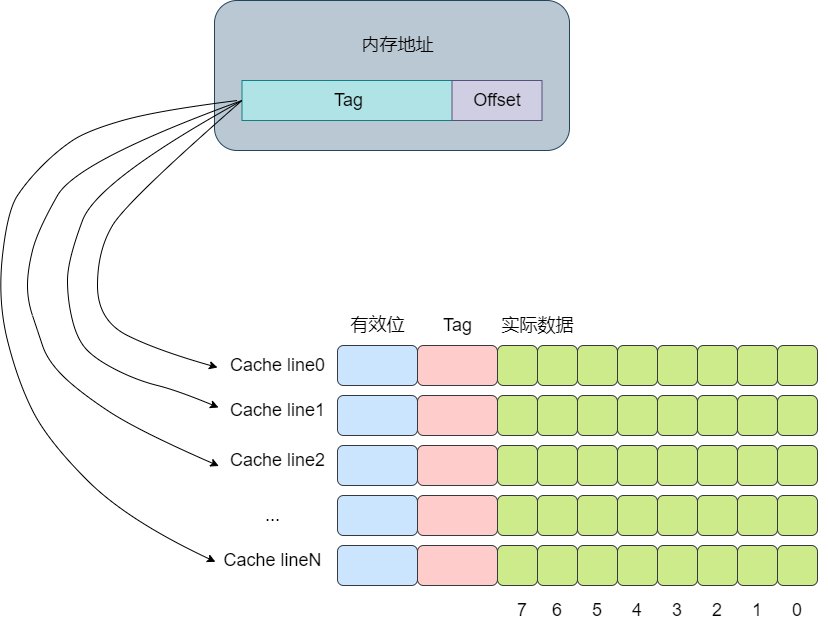 内存地址
Tag Offset
有效位 Tag 实际数据
Cache line0
Cache line1
Cache line2
...
Cache lineN
7 6 5 4 3 2 1 0